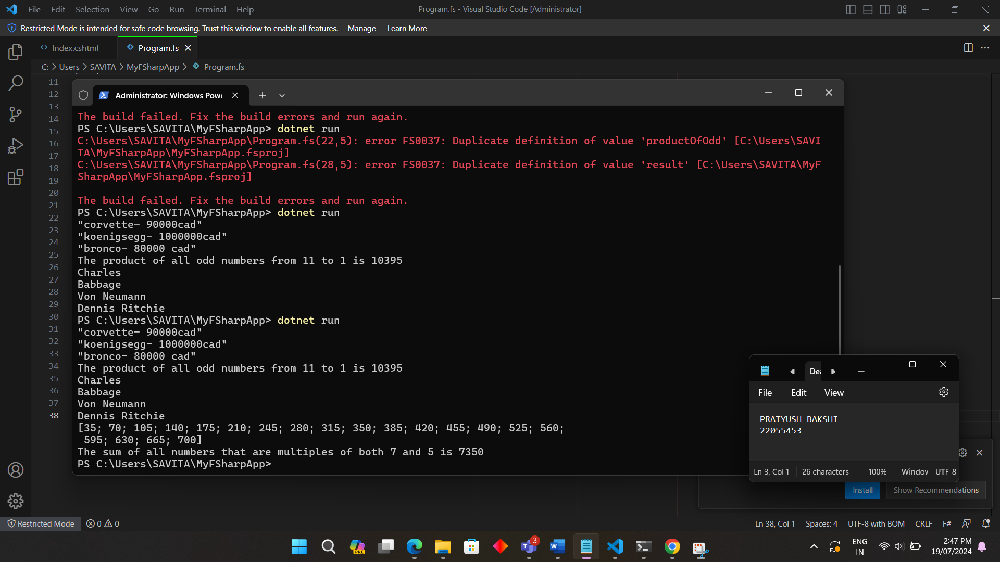 File Edit Selection View Go Run Terminal Help
Program.fs - Visual Studio Code [Administrator]
Restricted Mode is intended for safe code browsing. Trust this window to enable all features. Manage Learn More
Index.cshtml
Program.fs
C: > Users > SAVITA > MyFSharpApp > Program.fs
11
12
13
14
15
16
17
18
19
20
21
22
23
24
25
26
27
28
29
30
31
32
33
34
35
36
37
38
Administrator: Windows Powe
The build failed. Fix the build errors and run again.
PS C:\Users\SAVITA\MyFSharpApp> dotnet run
C:\Users\SAVITA\MyFSharpApp\Program.fs(22,5): error FS0037: Duplicate definition of value 'productOfOdd' [C:\Users\SAVI
TA\MyFSharpApp\MyFSharpApp.fsproj]
C:\Users\SAVITA\MyFSharpApp\Program.fs(28,5): error FS0037: Duplicate definition of value 'result' [C:\Users\SAVITA\MyF
SharpApp\MyFSharpApp.fsproj]
The build failed. Fix the build errors and run again.
PS C:\Users\SAVITA\MyFSharpApp> dotnet run
"corvette- 90000cad"
"koenigsegg- 1000000cad"
"bronco- 80000 cad"
The product of all odd numbers from 11 to 1 is 10395
Charles
Babbage
Von Neumann
Dennis Ritchie
PS C:\Users\SAVITA\MyFSharpApp> dotnet run
"corvette- 90000cad"
"koenigsegg- 1000000cad"
"bronco- 80000 cad"
The product of all odd numbers from 11 to 1 is 10395
Charles
Babbage
Von Neumann
Dennis Ritchie
[35; 70; 105; 140; 175; 210; 245; 280; 315; 350; 385; 420; 455; 490; 525; 560;
595; 630; 665; 700]
The sum of all numbers that are multiples of both 7 and 5 is 7350
PS C:\Users\SAVITA\MyFSharpApp>
Dea
File Edit View
PRATYUSH BAKSHI
22055453
Ln 3, Col 1 26 characters 100% Window UTF-8
Install Show Recommendations
Restricted Mode 0 0
Ln 38, Col 1 Spaces: 4 UTF-8 with BOM CRLF F#
PRE
3
ENG
IN
2:47 PM
19/07/2024